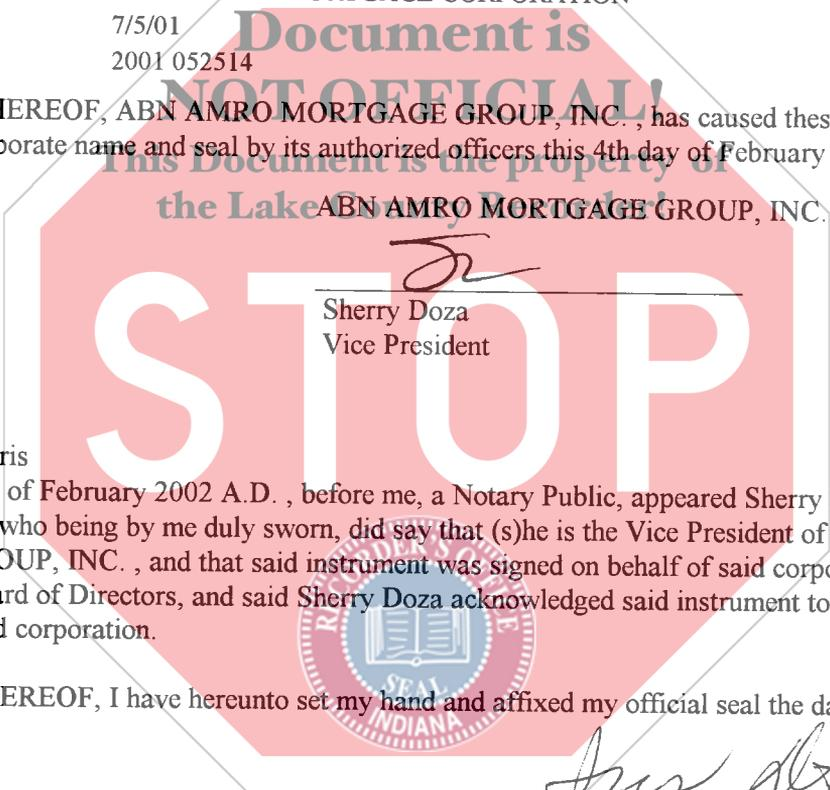 CORPORATION
7/5/01
Document is
2001 052514
NOT OFFICIAL!
HEREOF, ABN AMRO MORTGAGE GROUP, INC. , has caused thes
porate name and seal by its authorized officers this 4th day of February
This Document is the property of
the Lake County Recorder!
ABN AMRO MORTGAGE GROUP, INC.
Sherry Doza
Vice President
STOP
ris
of February 2002 A.D. , before me, a Notary Public, appeared Sherry
who being by me duly sworn, did say that (s)he is the Vice President of
OUP, INC. , and that said instrument was signed on behalf of said corpo
ard of Directors, and said Sherry Doza acknowledged said instrument to
d corporation.
RECORDER'S OFFICE
SEAL
INDIANA
EREOF, I have hereunto set my hand and affixed my official seal the da